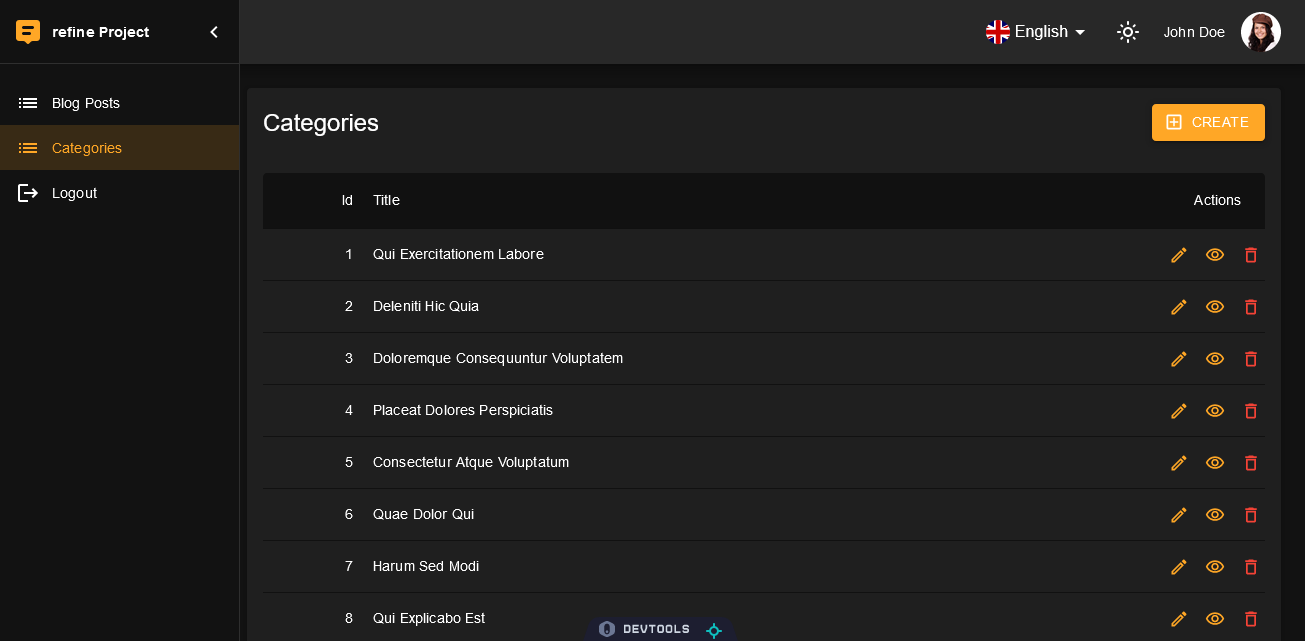 refine Project
English
John Doe
Blog Posts
Categories
Logout
Categories
CREATE
Id Title Actions
1 Qui Exercitationem Labore
2 Deleniti Hic Quia
3 Doloremque Consequuntur Voluptatem
4 Placeat Dolores Perspiciatis
5 Consectetur Atque Voluptatum
6 Quae Dolor Qui
7 Harum Sed Modi
8 Qui Explicabo Est
DEVTOOLS